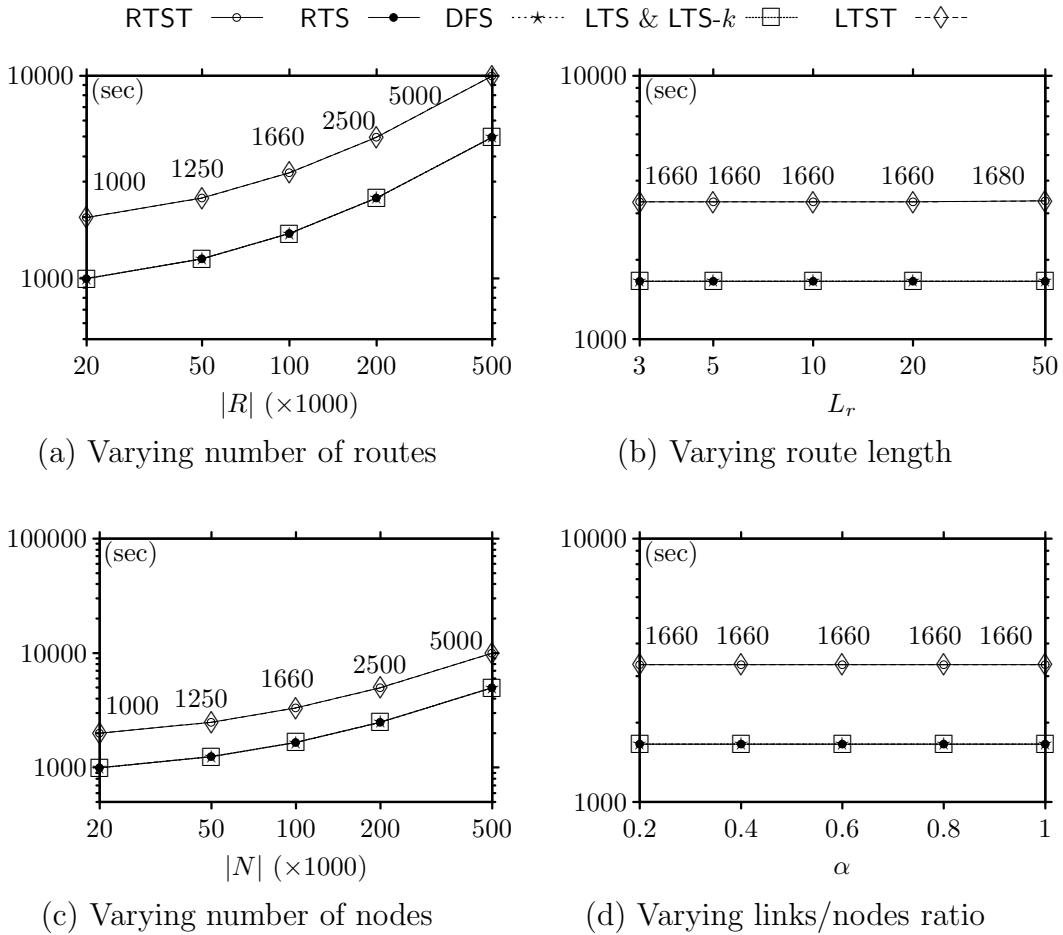 RTST RTS DFS LTS & LTS-k LTST
10000
(sec)
5000
2500
1660
1250
1000
1000
20 50 100 200 500
|R| (×1000)
(a) Varying number of routes
10000
(sec)
1660 1660 1660 1660 1680
1000
3 5 10 20 50
L_r
(b) Varying route length
100000
(sec)
10000
5000
2500
1660
1250
1000
1000
20 50 100 200 500
|N| (×1000)
(c) Varying number of nodes
10000
(sec)
1660 1660 1660 1660 1660
1000
0.2 0.4 0.6 0.8 1
α
(d) Varying links/nodes ratio